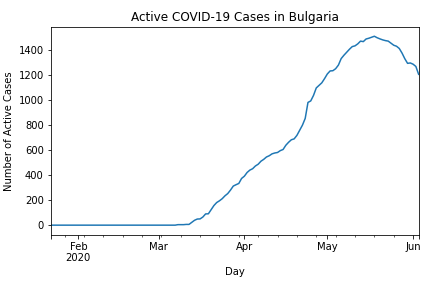 Active COVID-19 Cases in Bulgaria
Number of Active Cases
1400
1200
1000
800
600
400
200
0
Feb
2020
Mar
Apr
May
Jun
Day